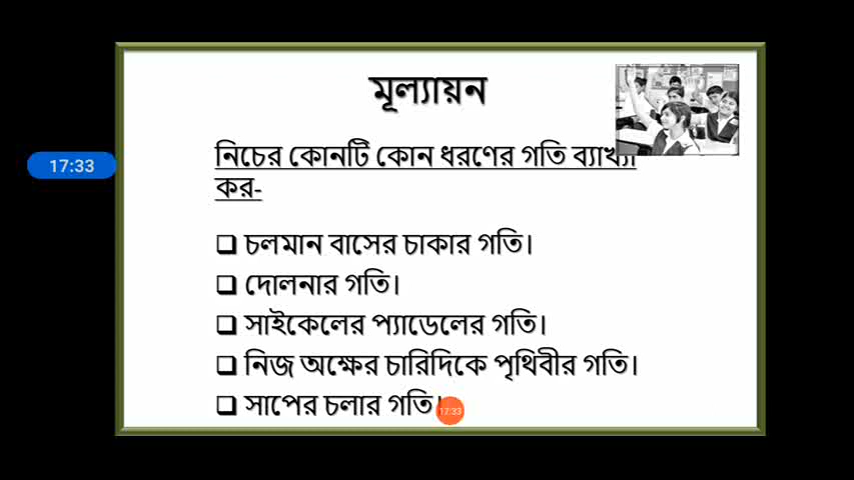 মূল্যায়ন
নিচের কোনটি কোন ধরণের গতি ব্যাখ্যা
কর-
17:33
❑ চলমান বাসের চাকার গতি।
❑ দোলনার গতি।
❑ সাইকেলের প্যাডেলের গতি।
❑ নিজ অক্ষের চারিদিকে পৃথিবীর গতি।
❑ সাপের চলার গতি।
17:33